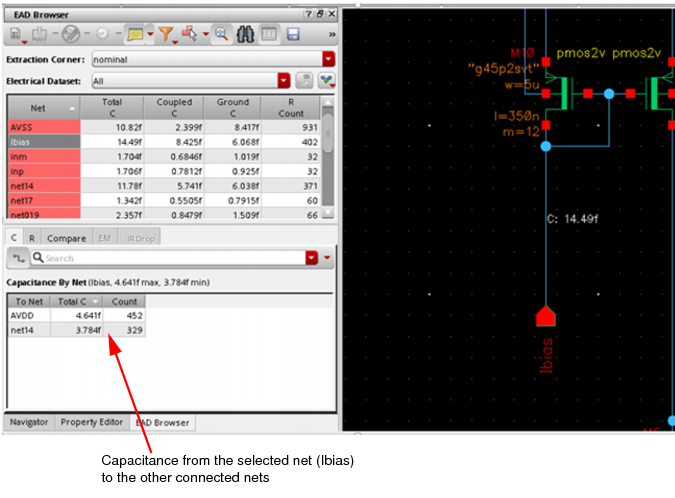 EAD Browser
Extraction Corner: nominal
Electrical Dataset: All
Net Total C Coupled C Ground C R Count
AVSS 10.82f 2.399f 8.417f 931
Ibias 14.49f 8.425f 6.068f 402
inm 1.704f 0.6846f 1.019f 32
inp 1.706f 0.7812f 0.925f 32
net14 11.78f 5.741f 6.038f 371
net17 1.342f 0.5505f 0.7915f 60
net019 2.357f 0.8479f 1.509f 66
C R Compare EM IR Drop
Search
Capacitance By Net (Ibias, 4.641f max, 3.784f min)
To Net Total C Count
AVDD 4.641f 452
net14 3.784f 329
Navigator Property Editor EAD Browser
M10 pmos2v pmos2v
"g45p2svt"
w=5u
l=350n
m=12
C: 14.49f
Ibias
Capacitance from the selected net (Ibias)
to the other connected nets